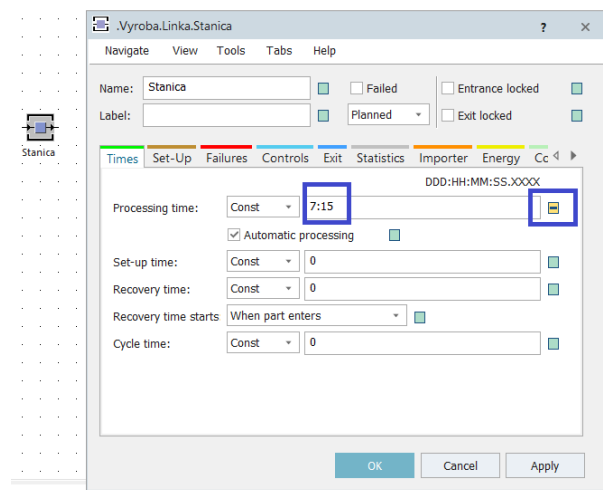 .Vyroba.Linka.Stanica ? ×
Navigate View Tools Tabs Help
Name: Stanica Failed Entrance locked
Label: Planned Exit locked
Stanica
Times Set-Up Failures Controls Exit Statistics Importer Energy Cc
DDD:HH:MM:SS.XXXX
Processing time: Const 7:15
Automatic processing
Set-up time: Const 0
Recovery time: Const 0
Recovery time starts When part enters
Cycle time: Const 0
OK Cancel Apply